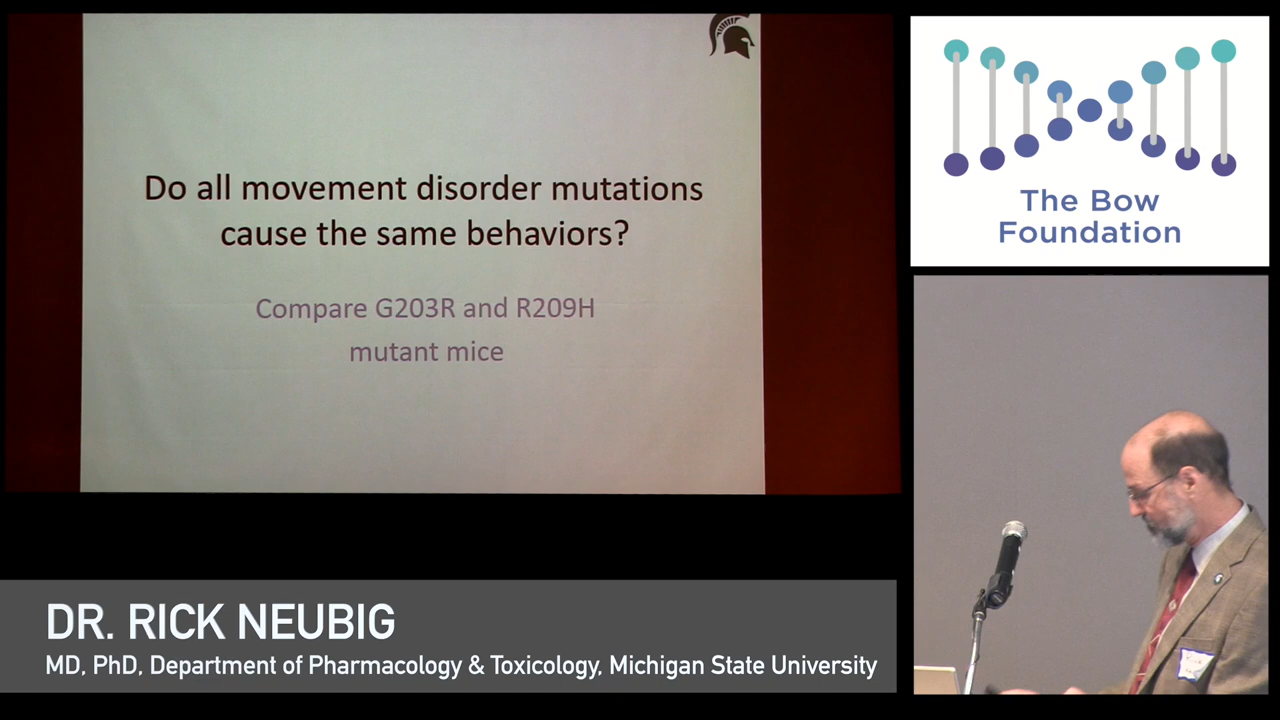 Do all movement disorder mutations
cause the same behaviors?
Compare G203R and R209H
mutant mice
The Bow
Foundation
DR. RICK NEUBIG
MD, PhD, Department of Pharmacology & Toxicology, Michigan State University